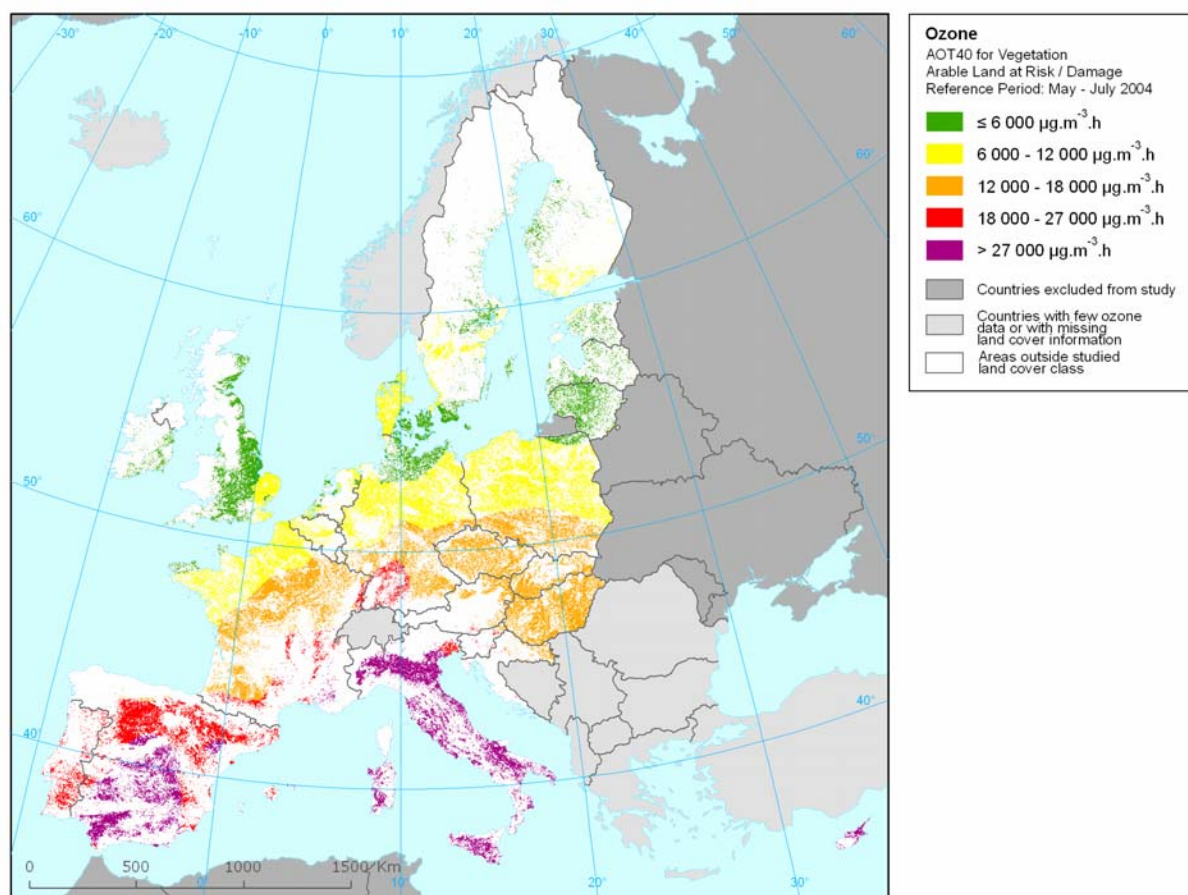 -30° -20° -10° 0° 10° 20° 30° 40° 50° 60°
60°
60°
50°
50°
40°
40°
0 500 1000 1500 Km
0° 10° 20° 30°
Ozone
AOT40 for Vegetation
Arable Land at Risk / Damage
Reference Period: May - July 2004
≤ 6 000 µg.m⁻³.h
6 000 - 12 000 µg.m⁻³.h
12 000 - 18 000 µg.m⁻³.h
18 000 - 27 000 µg.m⁻³.h
> 27 000 µg.m⁻³.h
Countries excluded from study
Countries with few ozone
data or with missing
land cover information
Areas outside studied
land cover class